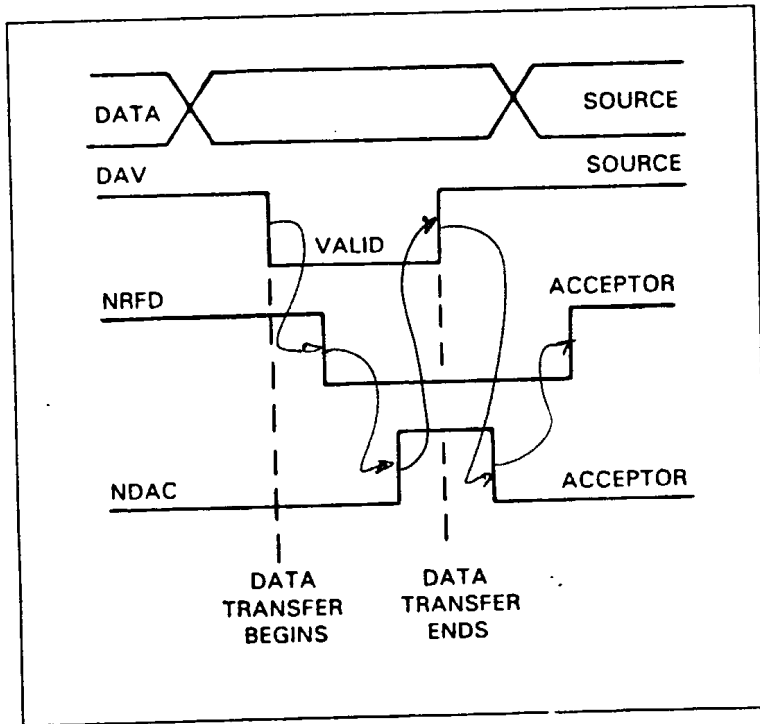 DATA SOURCE
DAV SOURCE
VALID
NRFD ACCEPTOR
NDAC ACCEPTOR
DATA DATA
TRANSFER TRANSFER
BEGINS ENDS